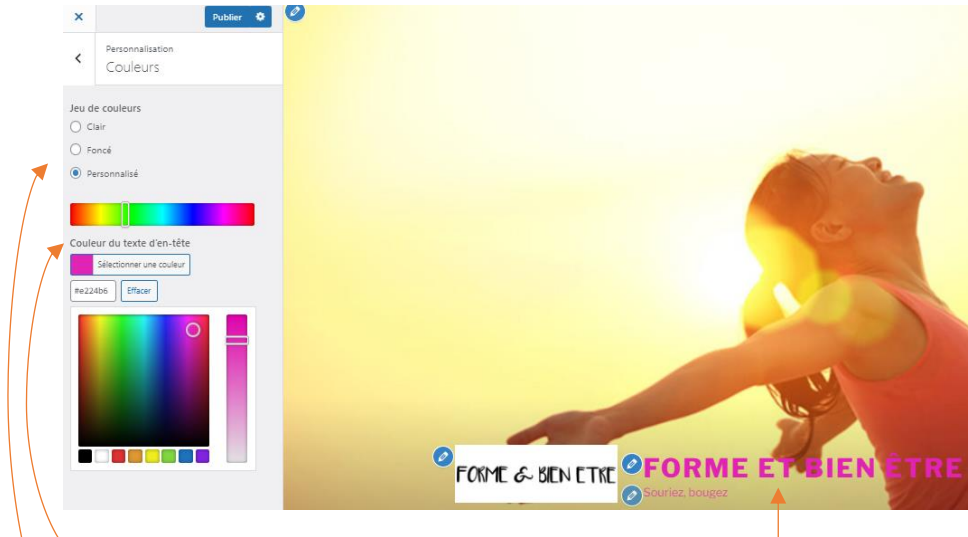 Publier
Personnalisation
Couleurs
Jeu de couleurs
Clair
Foncé
Personnalisé
Couleur du texte d'en-tête
Sélectionner une couleur
#e224b6
Effacer
FORME & BIEN ETRE
FORME ET BIEN ÊTRE
Souriez, bougez